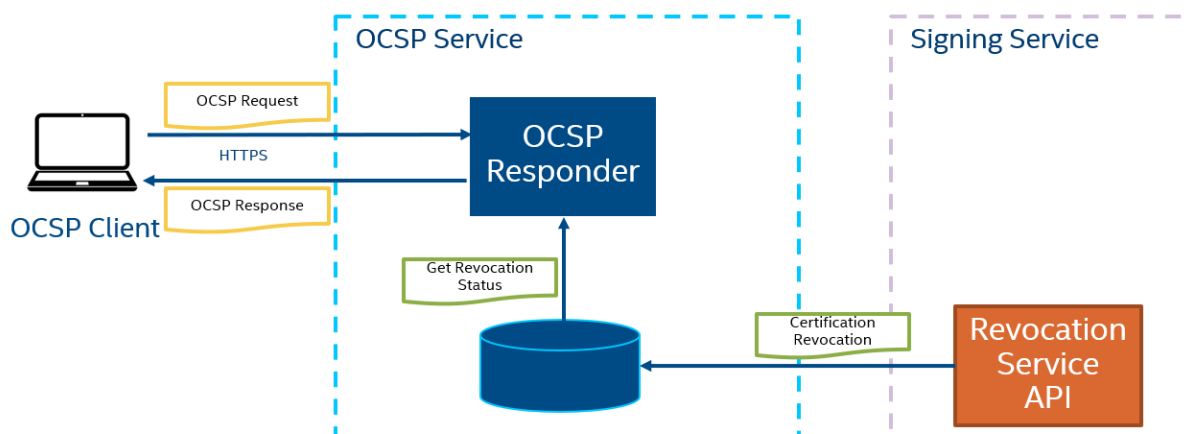 OCSP Service
Signing Service
OCSP Request
OCSP
Responder
HTTPS
OCSP Response
OCSP Client
Get Revocation
Status
Certification
Revocation
Revocation
Service
API